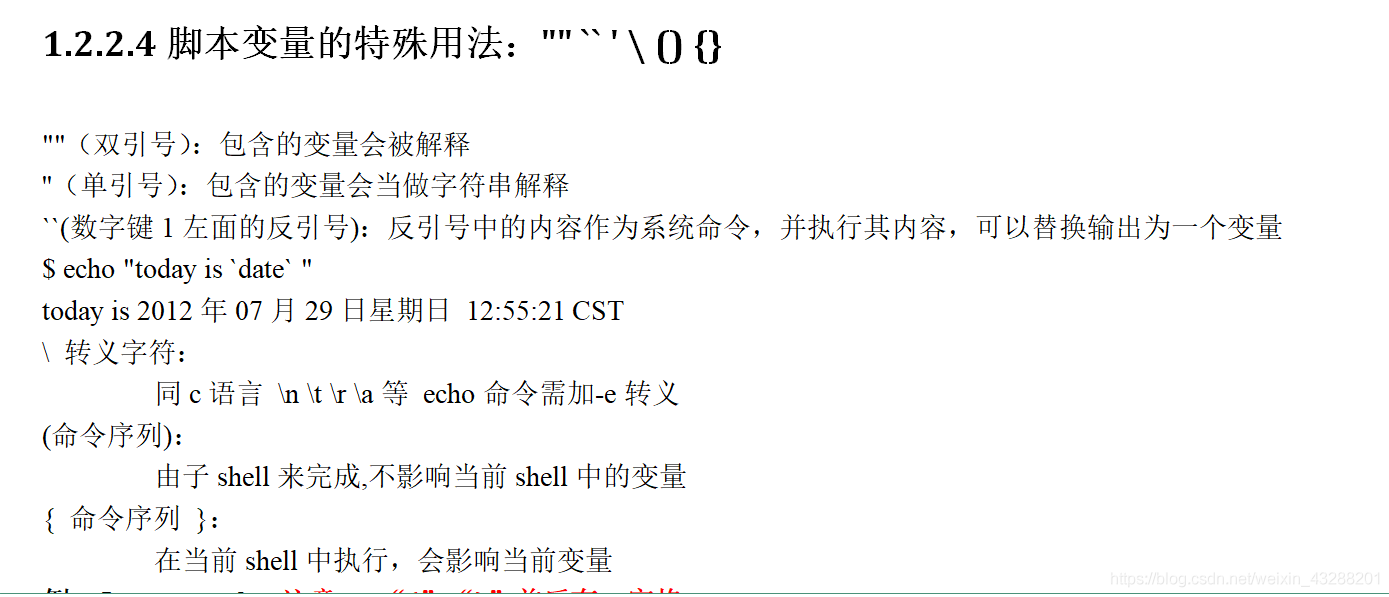 1.2.2.4 脚本变量的特殊用法："" `` ' \ () {}
""（双引号）：包含的变量会被解释
"（单引号）：包含的变量会当做字符串解释
``(数字键 1 左面的反引号)：反引号中的内容作为系统命令，并执行其内容，可以替换输出为一个变量
$ echo "today is `date` "
today is 2012 年 07 月 29 日星期日 12:55:21 CST
\ 转义字符：
同 c 语言 \n \t \r \a 等 echo 命令需加-e 转义
(命令序列)：
由子 shell 来完成,不影响当前 shell 中的变量
{ 命令序列 }：
在当前 shell 中执行，会影响当前变量
https://blog.csdn.net/weixin_43288201